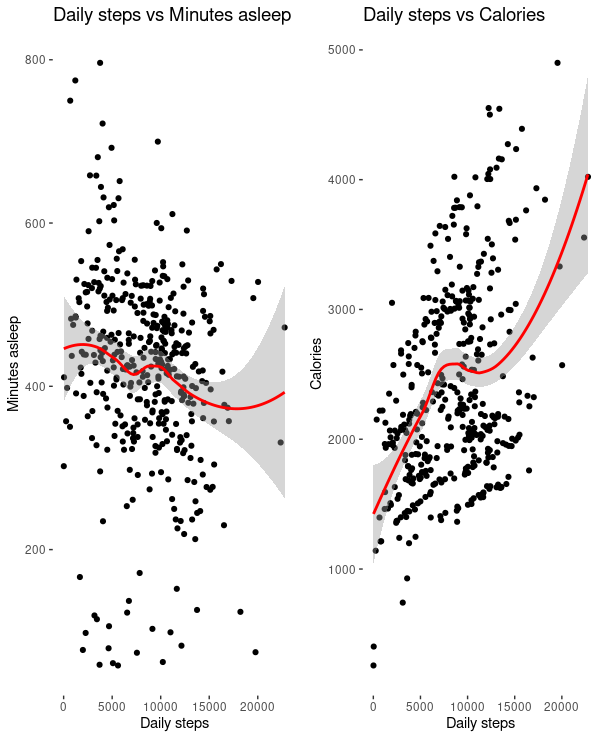 Daily steps vs Minutes asleep
800
600
400
200
Minutes asleep
0 5000 10000 15000 20000
Daily steps
Daily steps vs Calories
5000
4000
3000
2000
1000
Calories
0 5000 10000 15000 20000
Daily steps